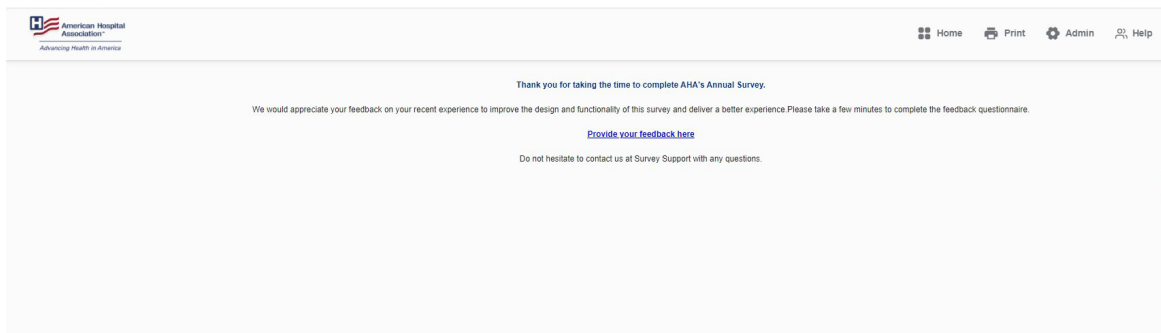 American Hospital
Association™
Advancing Health in America
Home
Print
Admin
Help
Thank you for taking the time to complete AHA's Annual Survey.
We would appreciate your feedback on your recent experience to improve the design and functionality of this survey and deliver a better experience.Please take a few minutes to complete the feedback questionnaire.
Provide your feedback here
Do not hesitate to contact us at Survey Support with any questions.